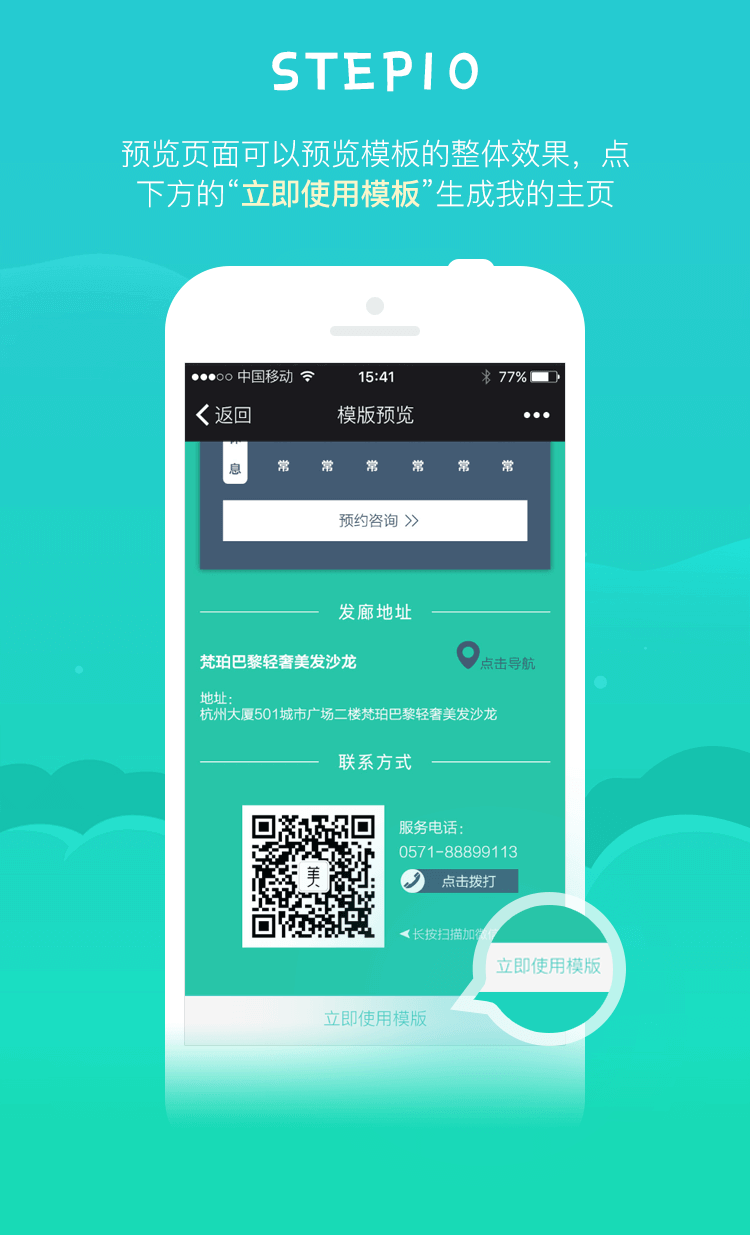 STEP10
预览页面可以预览模板的整体效果，点
下方的“立即使用模板”生成我的主页
中国移动 15:41 77%
返回 模版预览
息 常 常 常 常 常 常
预约咨询
发廊地址
梵珀巴黎轻奢美发沙龙
点击导航
地址：
杭州大厦501城市广场二楼梵珀巴黎轻奢美发沙龙
联系方式
美
服务电话：
0571-88899113
点击拨打
长按扫描加微
立即使用模版
立即使用模版